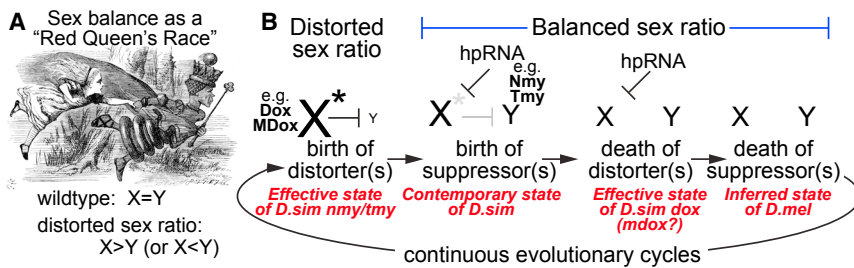 A
Sex balance as a
“Red Queen's Race”
wildtype: X=Y
distorted sex ratio:
X>Y (or X<Y)
B
Distorted
sex ratio
Balanced sex ratio
e.g.
Dox
MDox
X*
Y
birth of
distorter(s)
Effective state
of D.sim nmy/tmy
hpRNA
e.g.
Nmy
Tmy
X*
Y
birth of
suppressor(s)
Contemporary state
of D.sim
hpRNA
X Y
death of
distorter(s)
Effective state
of D.sim dox
(mdox?)
X Y
death of
suppressor(s)
Inferred state
of D.mel
continuous evolutionary cycles